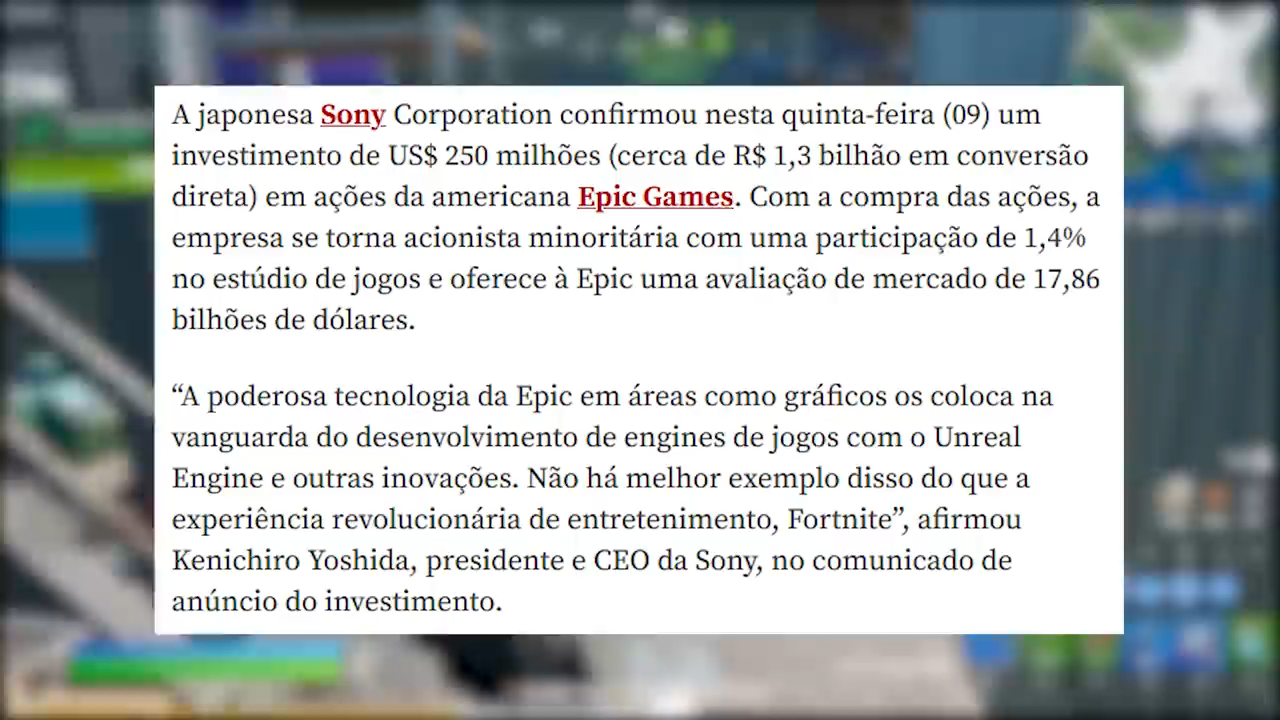 A japonesa Sony Corporation confirmou nesta quinta-feira (09) um
investimento de US$ 250 milhões (cerca de R$ 1,3 bilhão em conversão
direta) em ações da americana Epic Games. Com a compra das ações, a
empresa se torna acionista minoritária com uma participação de 1,4%
no estúdio de jogos e oferece à Epic uma avaliação de mercado de 17,86
bilhões de dólares.
“A poderosa tecnologia da Epic em áreas como gráficos os coloca na
vanguarda do desenvolvimento de engines de jogos com o Unreal
Engine e outras inovações. Não há melhor exemplo disso do que a
experiência revolucionária de entretenimento, Fortnite”, afirmou
Kenichiro Yoshida, presidente e CEO da Sony, no comunicado de
anúncio do investimento.